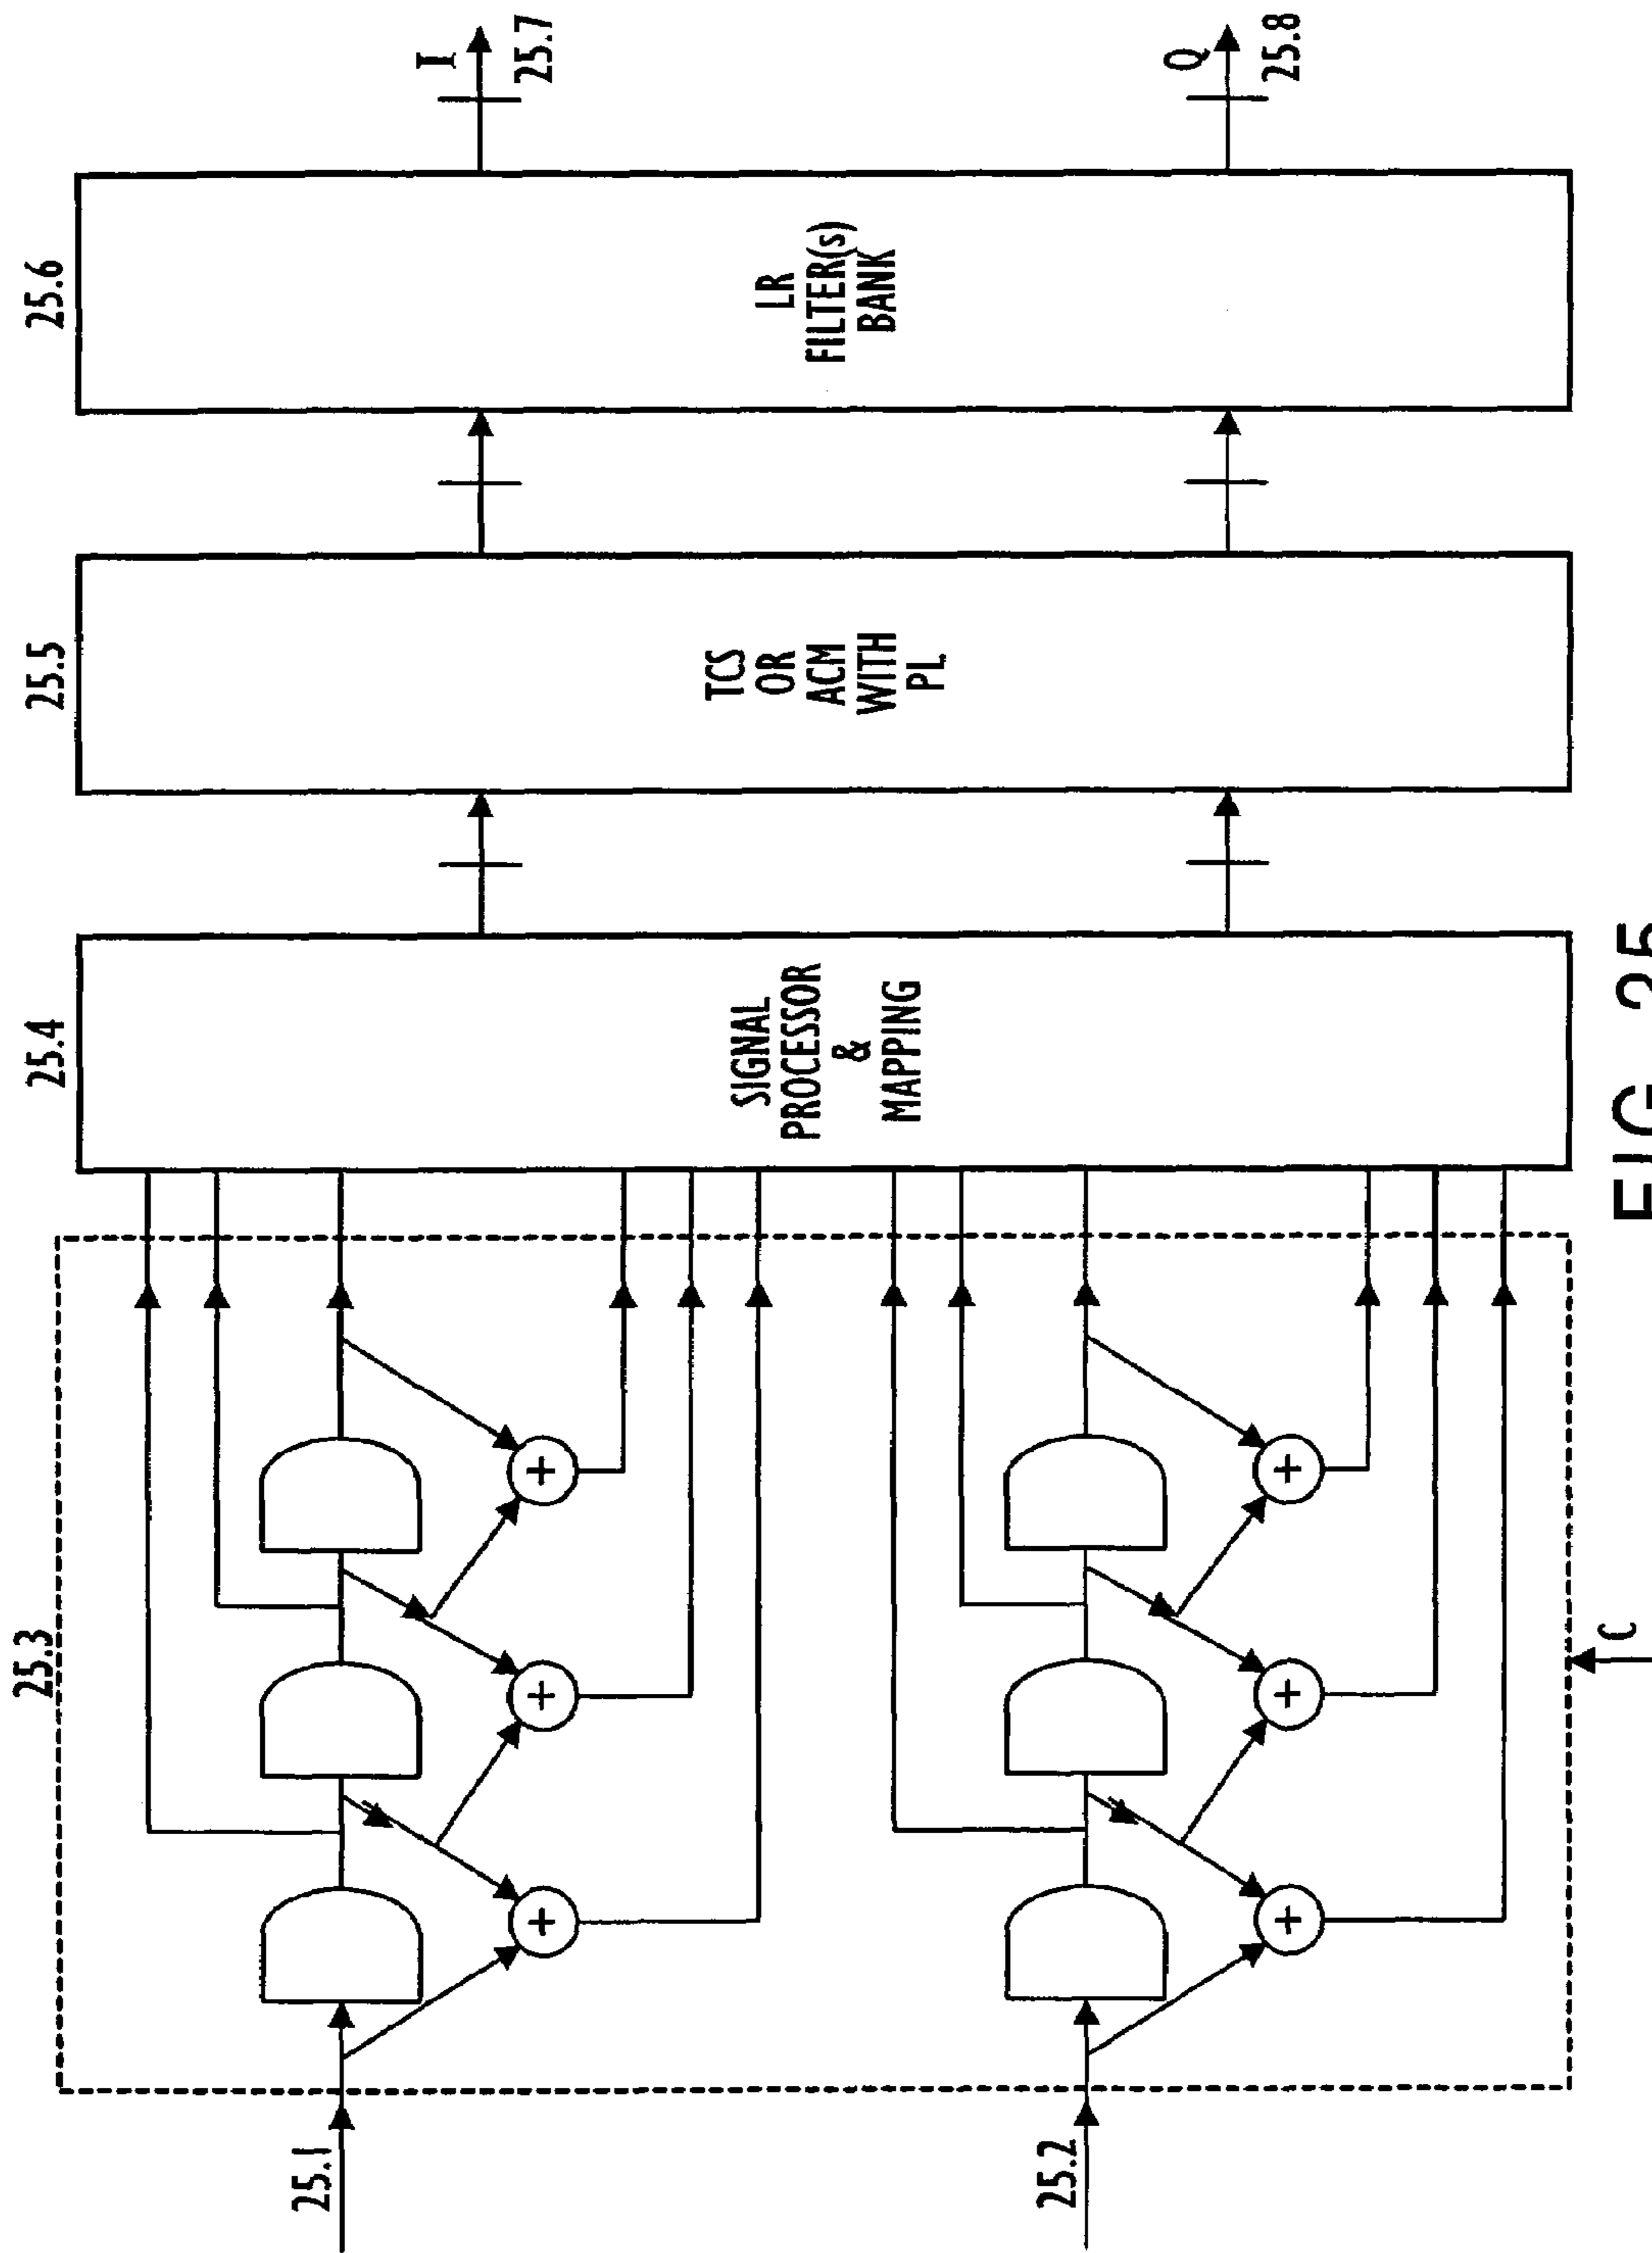 25.3
25.4
25.5
25.6
25.1
25.2
+
+
+
+
+
+
SIGNAL
PROCESSOR
&
MAPPING
TCS
OR
ACM
WITH
PL
LR
FILTER(s)
BANK
I
25.7
Q
25.8
C
FIG. 25